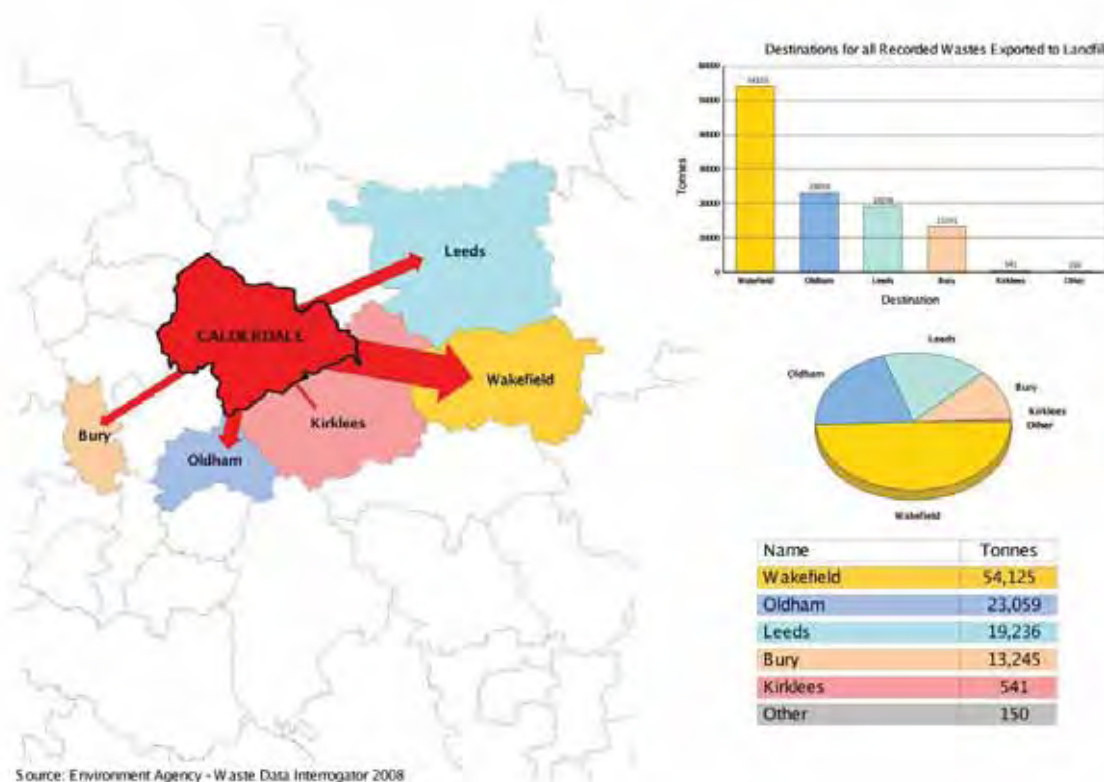 Destinations for all Recorded Wastes Exported to Landfill
Tonnes
Wakefield
Oldham
Leeds
Bury
Kirklees
Other
Destination
Leeds
CALDERDALE
Wakefield
Kirklees
Bury
Oldham
Leeds
Oldham
Bury
Kirklees
Other
Wakefield
Name Tonnes
Wakefield 54,125
Oldham 23,059
Leeds 19,236
Bury 13,245
Kirklees 541
Other 150
Source: Environment Agency - Waste Data Interrogator 2008